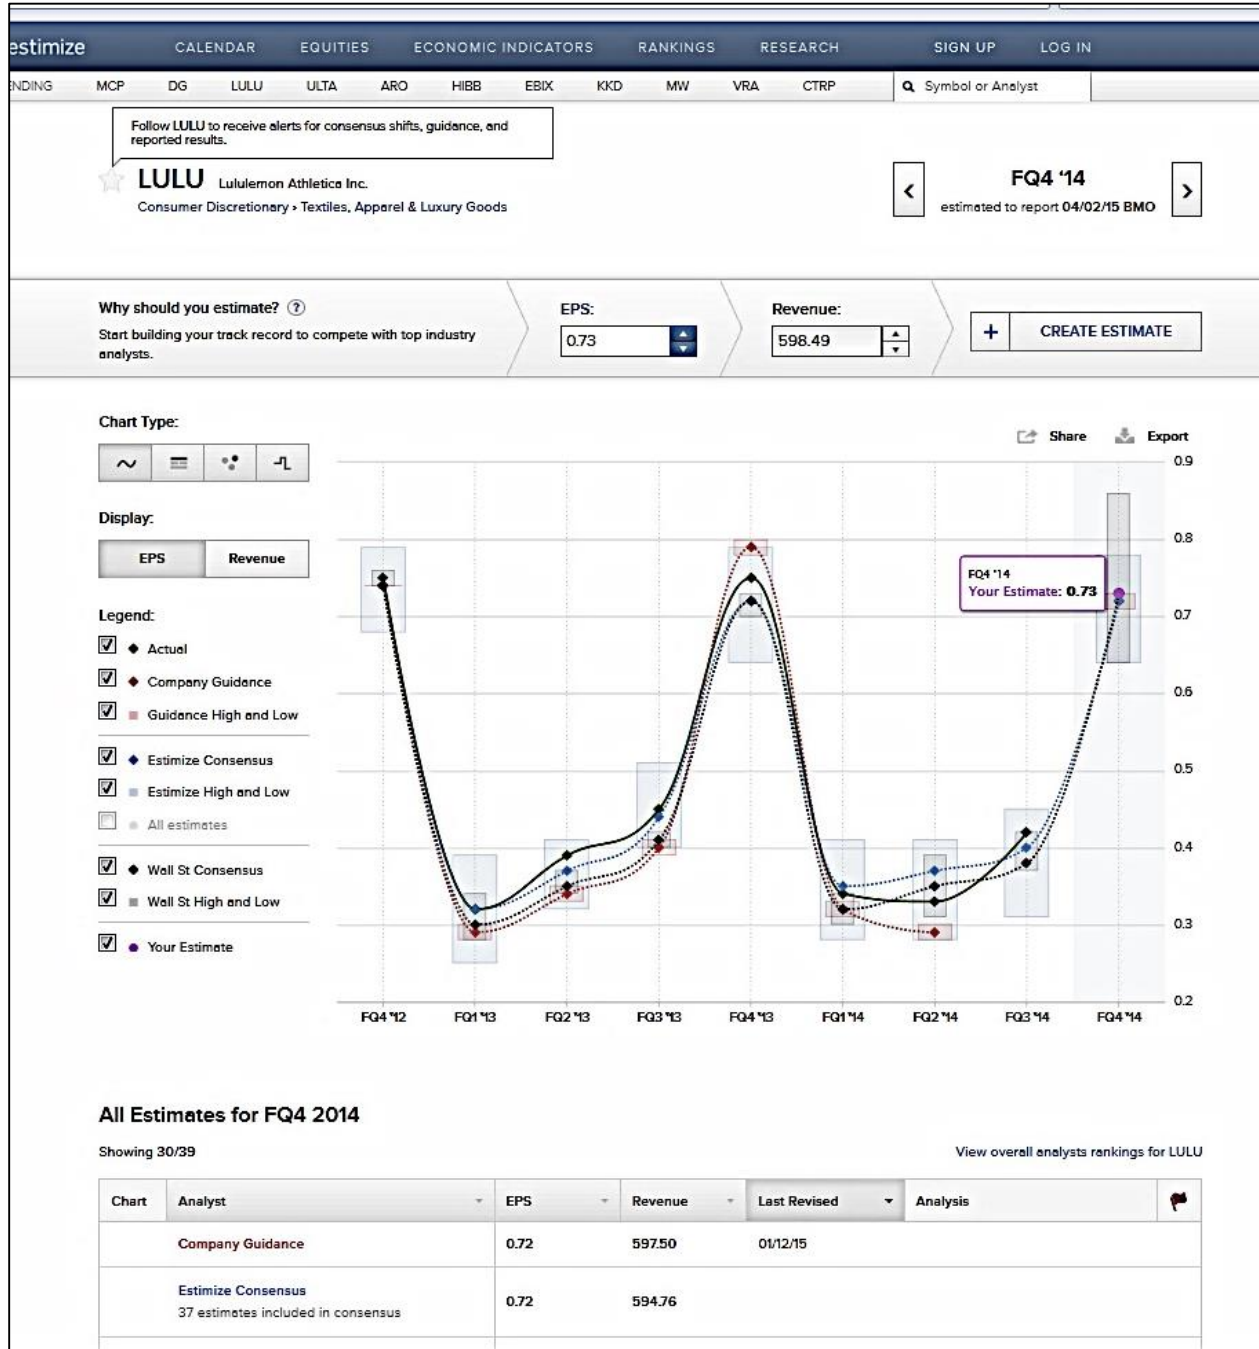 estimize CALENDAR EQUITIES ECONOMIC INDICATORS RANKINGS RESEARCH SIGN UP LOG IN
ENDING MCP DG LULU ULTA ARO HIBB EBIX KKD MW VRA CTRP Symbol or Analyst
Follow LULU to receive alerts for consensus shifts, guidance, and
reported results.
LULU Lululemon Athletica Inc.
Consumer Discretionary › Textiles, Apparel & Luxury Goods
< FQ4 '14 >
estimated to report 04/02/15 BMO
Why should you estimate? ?
Start building your track record to compete with top industry
analysts.
EPS:
0.73
Revenue:
598.49
+ CREATE ESTIMATE
Chart Type:
Share Export
Display:
EPS Revenue
Legend:
Actual
Company Guidance
Guidance High and Low
Estimize Consensus
Estimize High and Low
All estimates
Wall St Consensus
Wall St High and Low
Your Estimate
0.9
0.8
0.7
0.6
0.5
0.4
0.3
0.2
FQ4 '14
Your Estimate: 0.73
FQ4 '12 FQ1 '13 FQ2 '13 FQ3 '13 FQ4 '13 FQ1 '14 FQ2 '14 FQ3 '14 FQ4 '14
All Estimates for FQ4 2014
Showing 30/39 View overall analysts rankings for LULU
Chart Analyst EPS Revenue Last Revised Analysis
Company Guidance 0.72 597.50 01/12/15
Estimize Consensus 0.72 594.76
37 estimates included in consensus